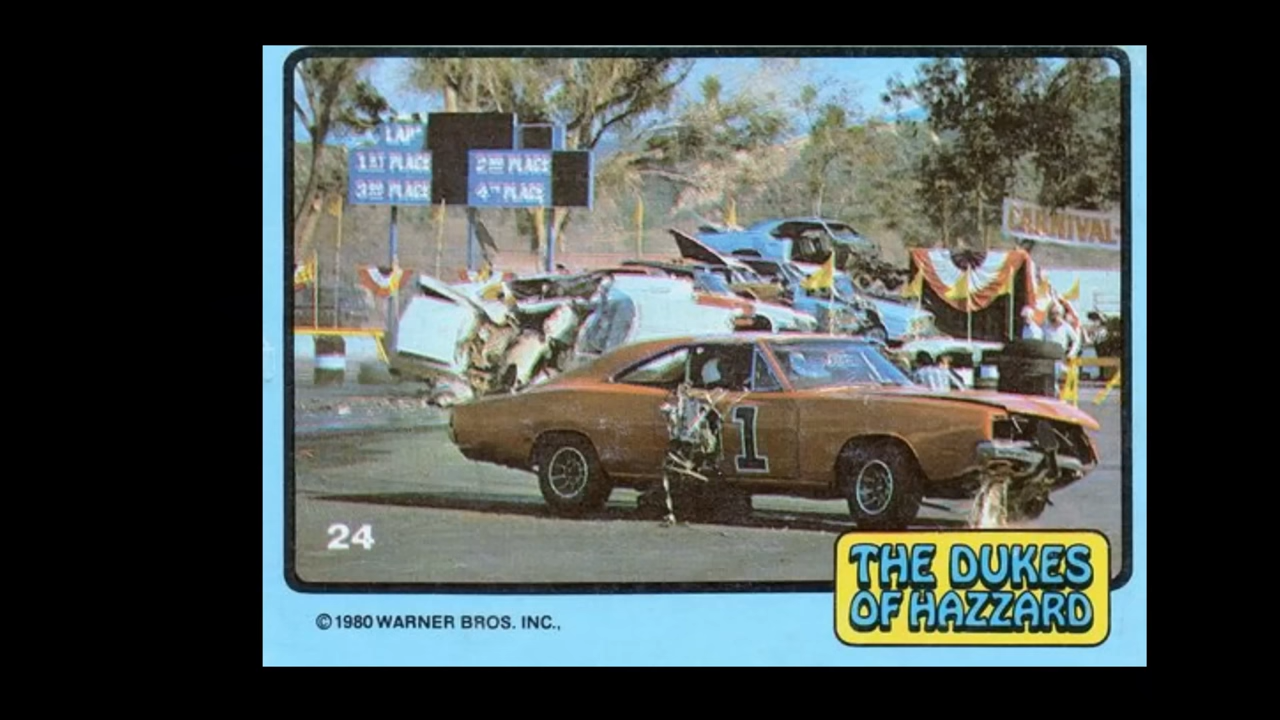 LAP
1ST PLACE
2ND PLACE
3RD PLACE
4TH PLACE
CARNIVAL
1
24
THE DUKES
OF HAZZARD
©1980 WARNER BROS. INC.,